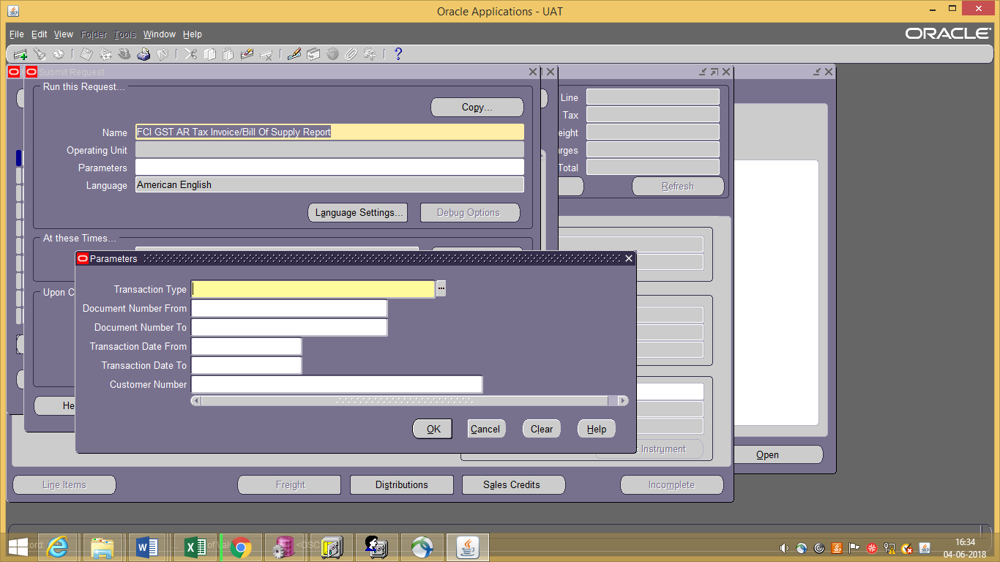 Oracle Applications - UAT
File Edit View Folder Tools Window Help
ORACLE
Submit Request
Run this Request...
Copy...
Name FCI GST AR Tax Invoice/Bill Of Supply Report
Operating Unit
Parameters
Language American English
Language Settings... Debug Options
At these Times...
Line
Tax
eight
rges
Total
Refresh
Parameters
Upon C
Transaction Type
Document Number From
Document Number To
Transaction Date From
Transaction Date To
Customer Number
He
OK Cancel Clear Help
Instrument
Open
Line Items Freight Distributions Sales Credits Incomplete
of Val
<OSC
16:34
04-06-2018